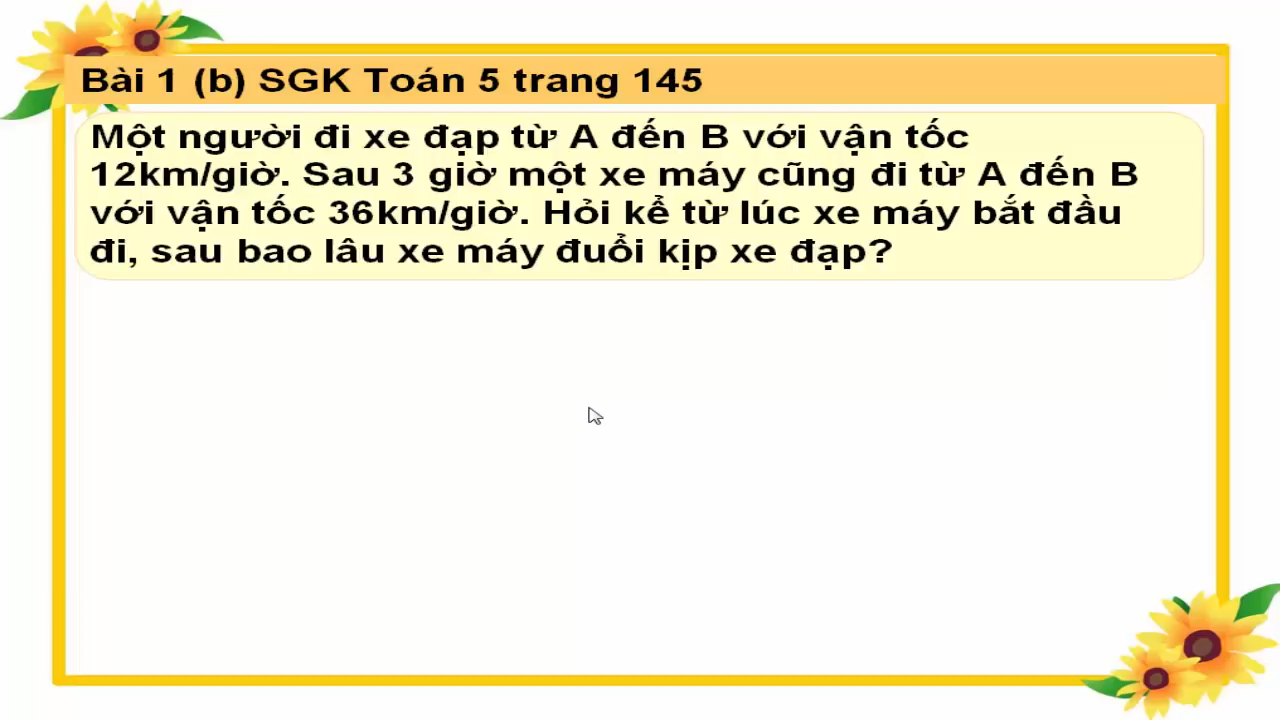 Bài 1 (b) SGK Toán 5 trang 145
Một người đi xe đạp từ A đến B với vận tốc
12km/giờ. Sau 3 giờ một xe máy cũng đi từ A đến B
với vận tốc 36km/giờ. Hỏi kể từ lúc xe máy bắt đầu
đi, sau bao lâu xe máy đuổi kịp xe đạp?